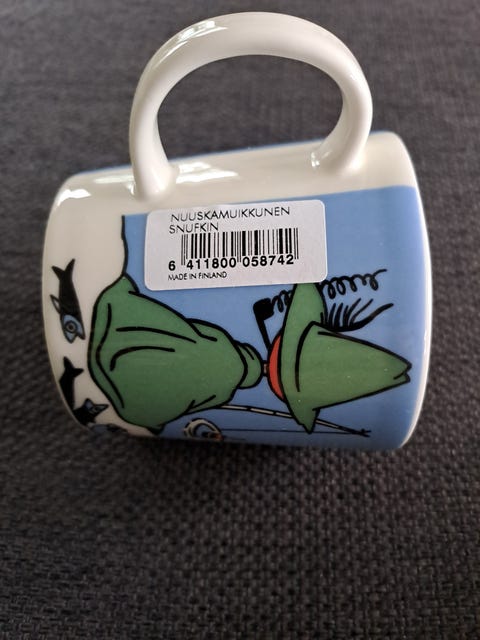 NUUSKAMUIKKUNEN
SNUFKIN
6 411800 058742
MADE IN FINLAND